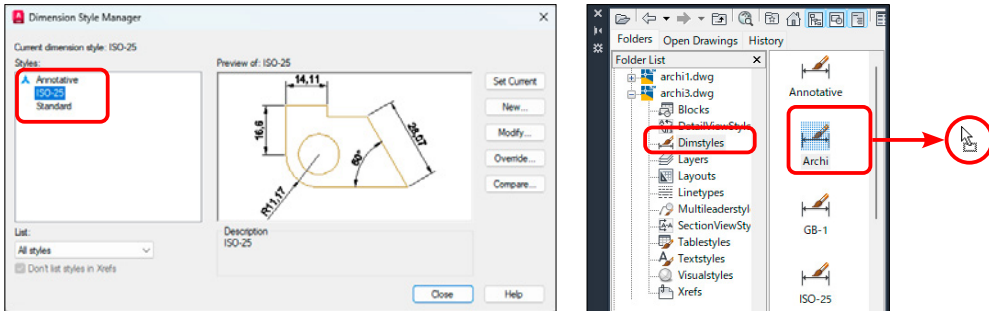 Dimension Style Manager
Current dimension style: ISO-25
Styles:
Annotative
ISO-25
Standard
Preview of: ISO-25
14,11
16,6
28,07
60°
R11,17
Set Current
New...
Modify...
Override...
Compare...
List:
All styles
Don't list styles in Xrefs
Description
ISO-25
Close
Help
Folders
Open Drawings
History
Folder List
archi1.dwg
archi3.dwg
Blocks
DetailViewStyle
Dimstyles
Layers
Layouts
Linetypes
Multileaderstyl
SectionViewSty
Tablestyles
Textstyles
Visualstyles
Xrefs
Annotative
Archi
GB-1
ISO-25